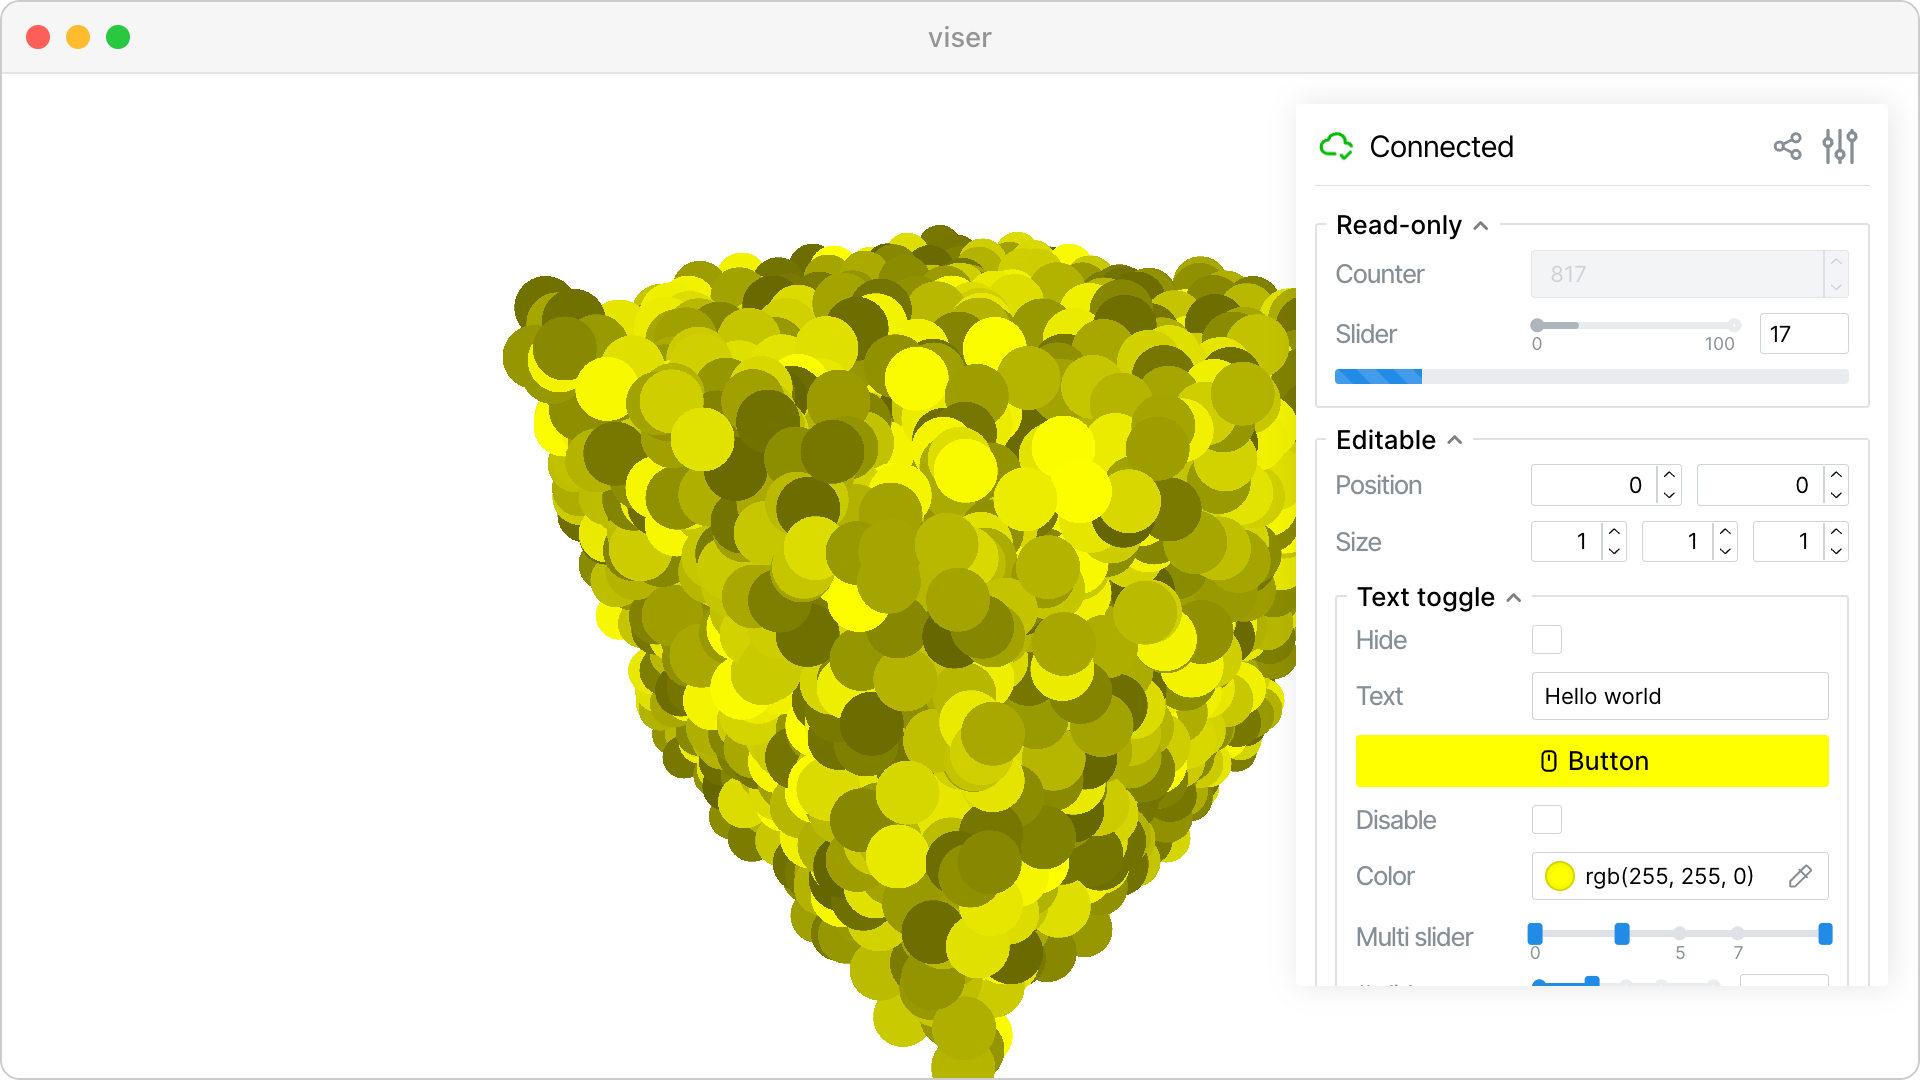 viser
Connected
Read-only
Counter 817
Slider 0 100 17
Editable
Position 0 0
Size 1 1 1
Text toggle
Hide
Text Hello world
Button
Disable
Color rgb(255, 255, 0)
Multi slider 0 5 7